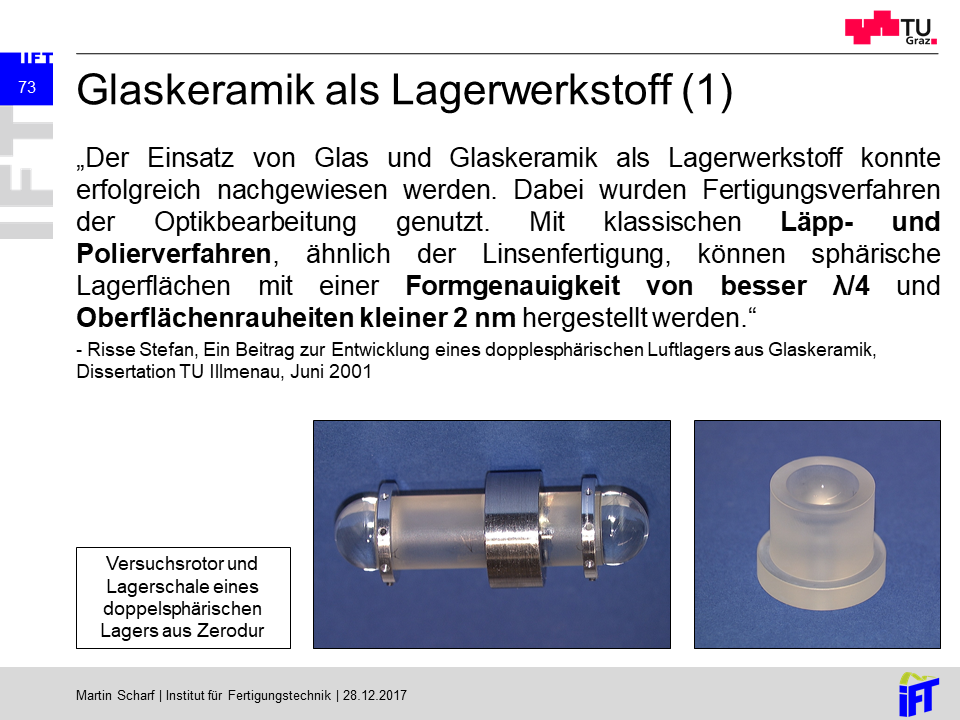 TU
Graz
IFT
73
IFT
Glaskeramik als Lagerwerkstoff (1)
„Der Einsatz von Glas und Glaskeramik als Lagerwerkstoff konnte
erfolgreich nachgewiesen werden. Dabei wurden Fertigungsverfahren
der Optikbearbeitung genutzt. Mit klassischen Läpp- und
Polierverfahren, ähnlich der Linsenfertigung, können sphärische
Lagerflächen mit einer Formgenauigkeit von besser λ/4 und
Oberflächenrauheiten kleiner 2 nm hergestellt werden.“
- Risse Stefan, Ein Beitrag zur Entwicklung eines dopplesphärischen Luftlagers aus Glaskeramik,
Dissertation TU Illmenau, Juni 2001
Versuchsrotor und
Lagerschale eines
doppelsphärischen
Lagers aus Zerodur
Martin Scharf | Institut für Fertigungstechnik | 28.12.2017
iFT